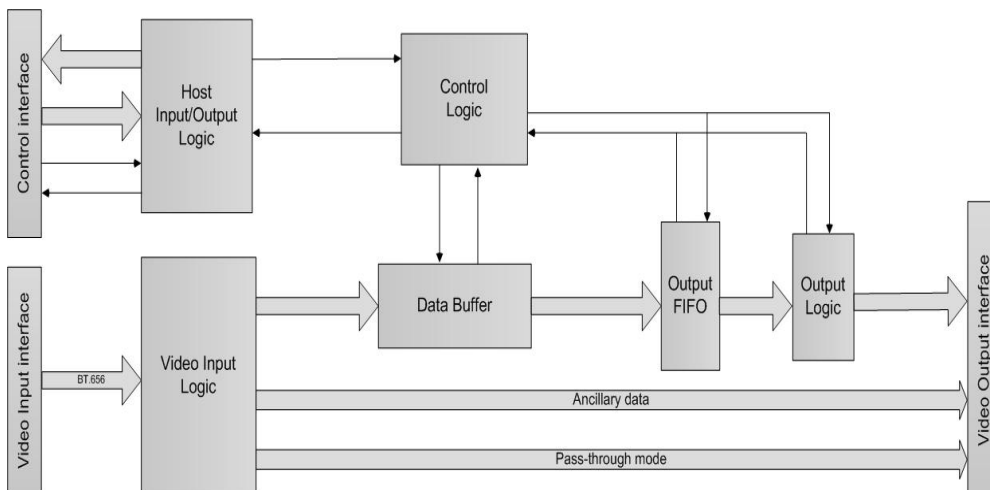 Control interface
Host
Input/Output
Logic
Control
Logic
Video Input interface
BT.656
Video Input
Logic
Data Buffer
Output
FIFO
Output
Logic
Ancillary data
Pass-through mode
Video Output interface